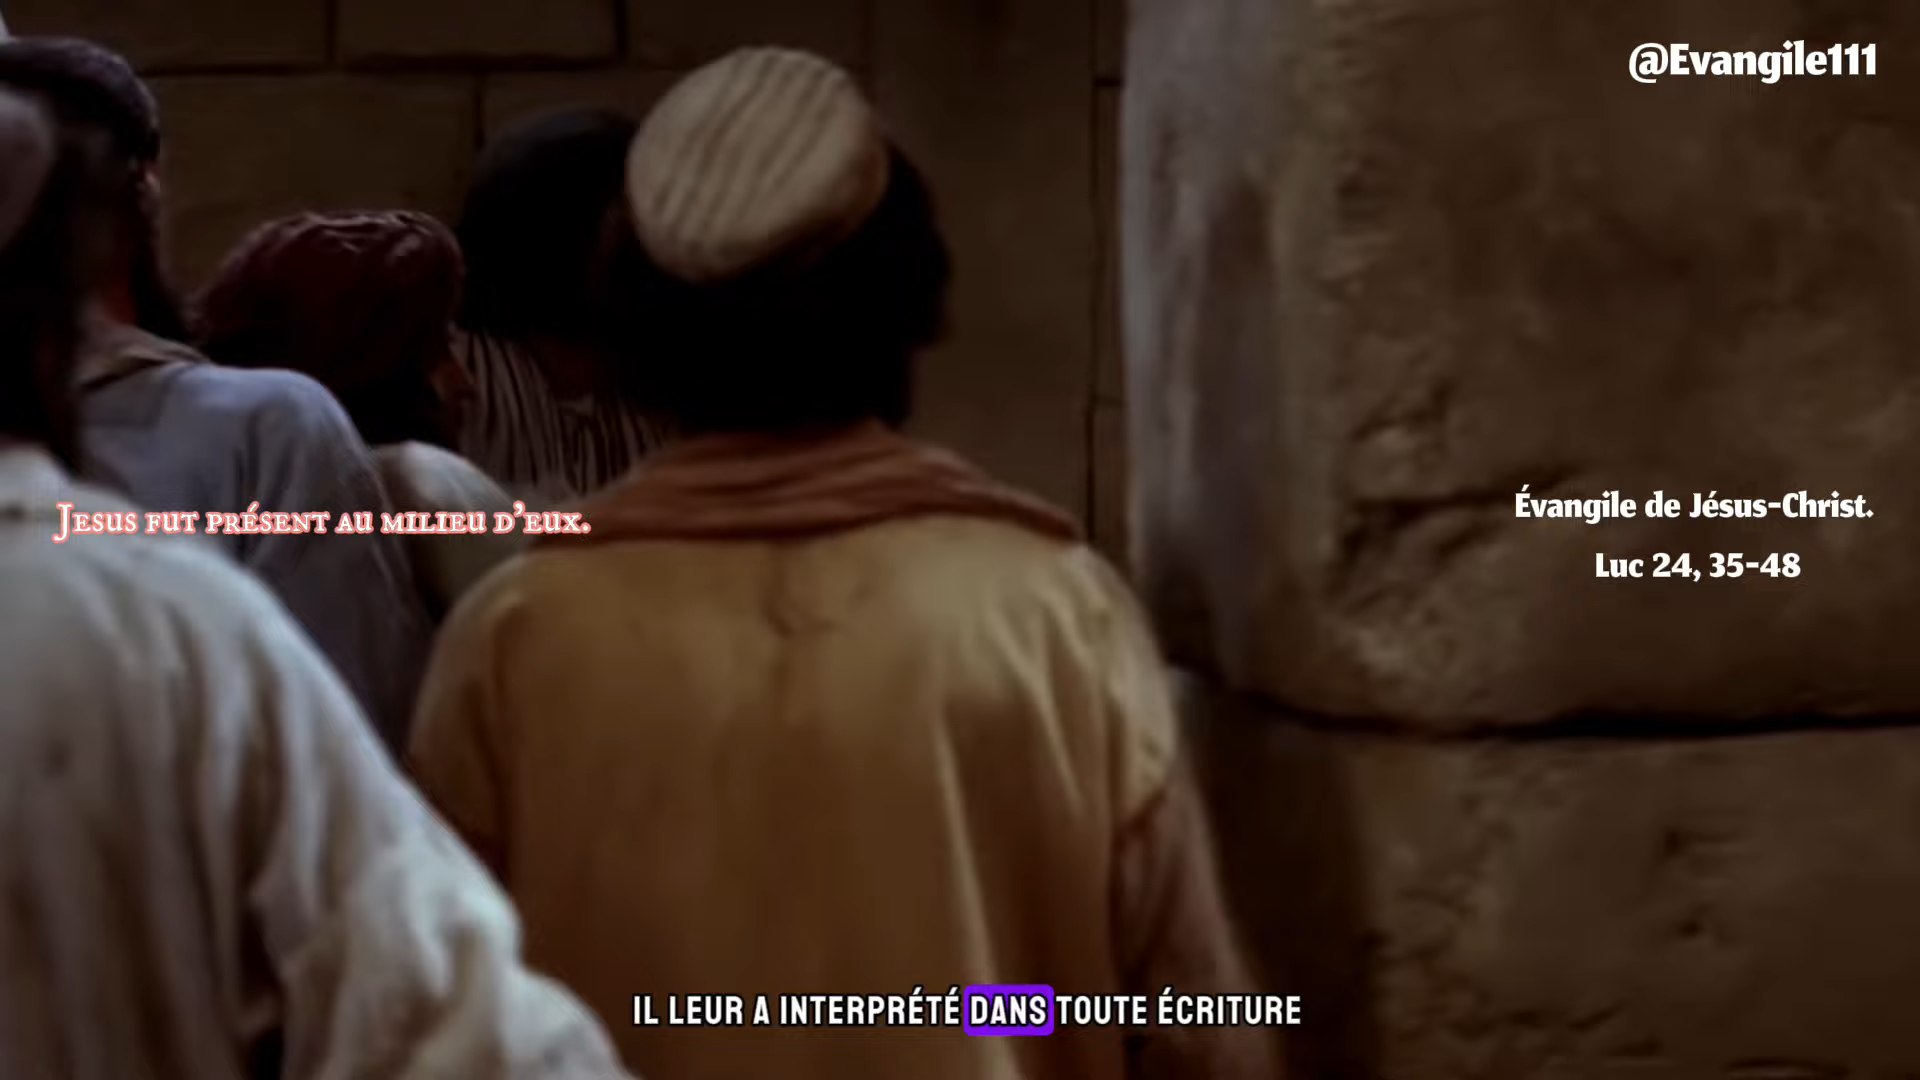 @Evangile111
Jesus fut présent au milieu d'eux.
Évangile de Jésus-Christ.
Luc 24, 35-48
IL LEUR A INTERPRÉTÉ DANS TOUTE ÉCRITURE